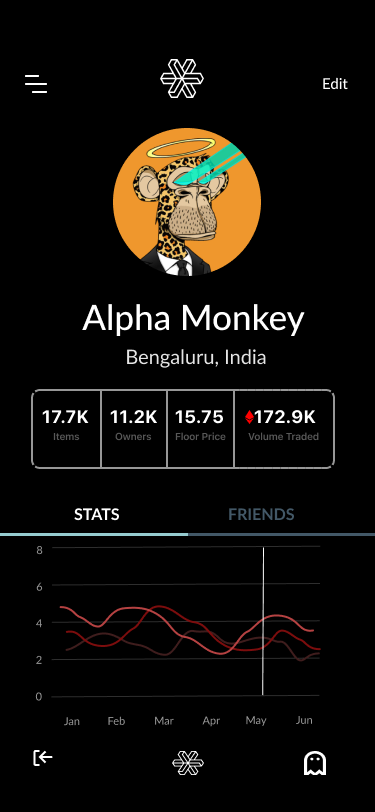 Edit
Alpha Monkey
Bengaluru, India
17.7K 11.2K 15.75 172.9K
Items Owners Floor Price Volume Traded
STATS FRIENDS
8
6
4
2
0
Jan Feb Mar Apr May Jun